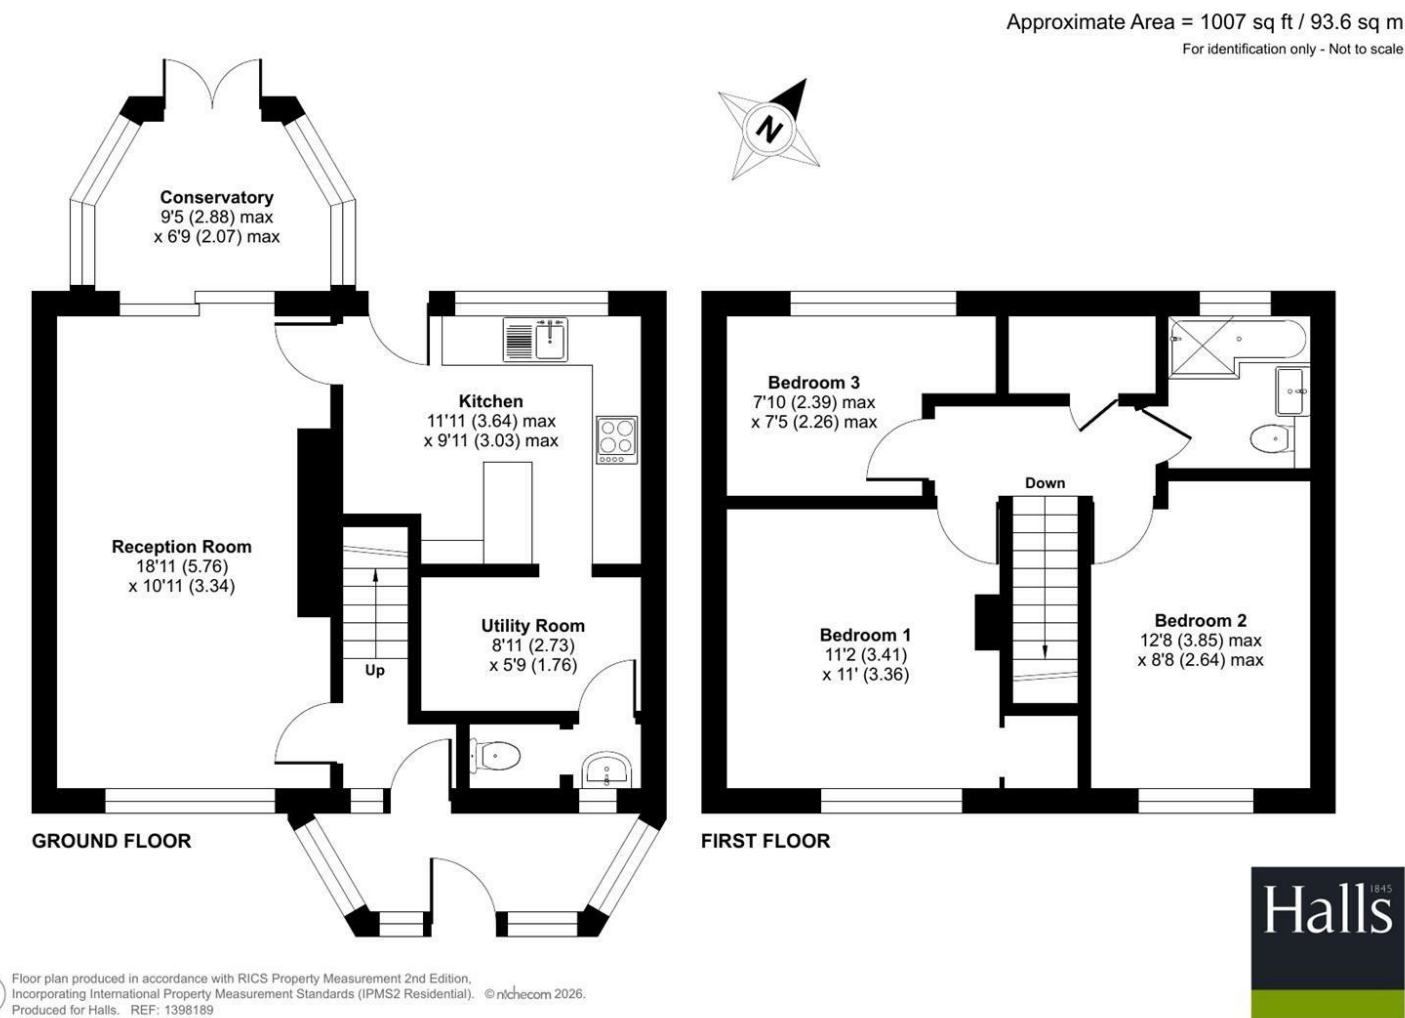 Approximate Area = 1007 sq ft / 93.6 sq m
For identification only - Not to scale
N
Conservatory
9'5 (2.88) max
x 6'9 (2.07) max
Kitchen
11'11 (3.64) max
x 9'11 (3.03) max
Reception Room
18'11 (5.76)
x 10'11 (3.34)
Utility Room
8'11 (2.73)
x 5'9 (1.76)
Up
GROUND FLOOR
Bedroom 3
7'10 (2.39) max
x 7'5 (2.26) max
Down
Bedroom 1
11'2 (3.41)
x 11' (3.36)
Bedroom 2
12'8 (3.85) max
x 8'8 (2.64) max
FIRST FLOOR
1845
Halls
Floor plan produced in accordance with RICS Property Measurement 2nd Edition,
Incorporating International Property Measurement Standards (IPMS2 Residential). © nichecom 2026.
Produced for Halls. REF: 1398189